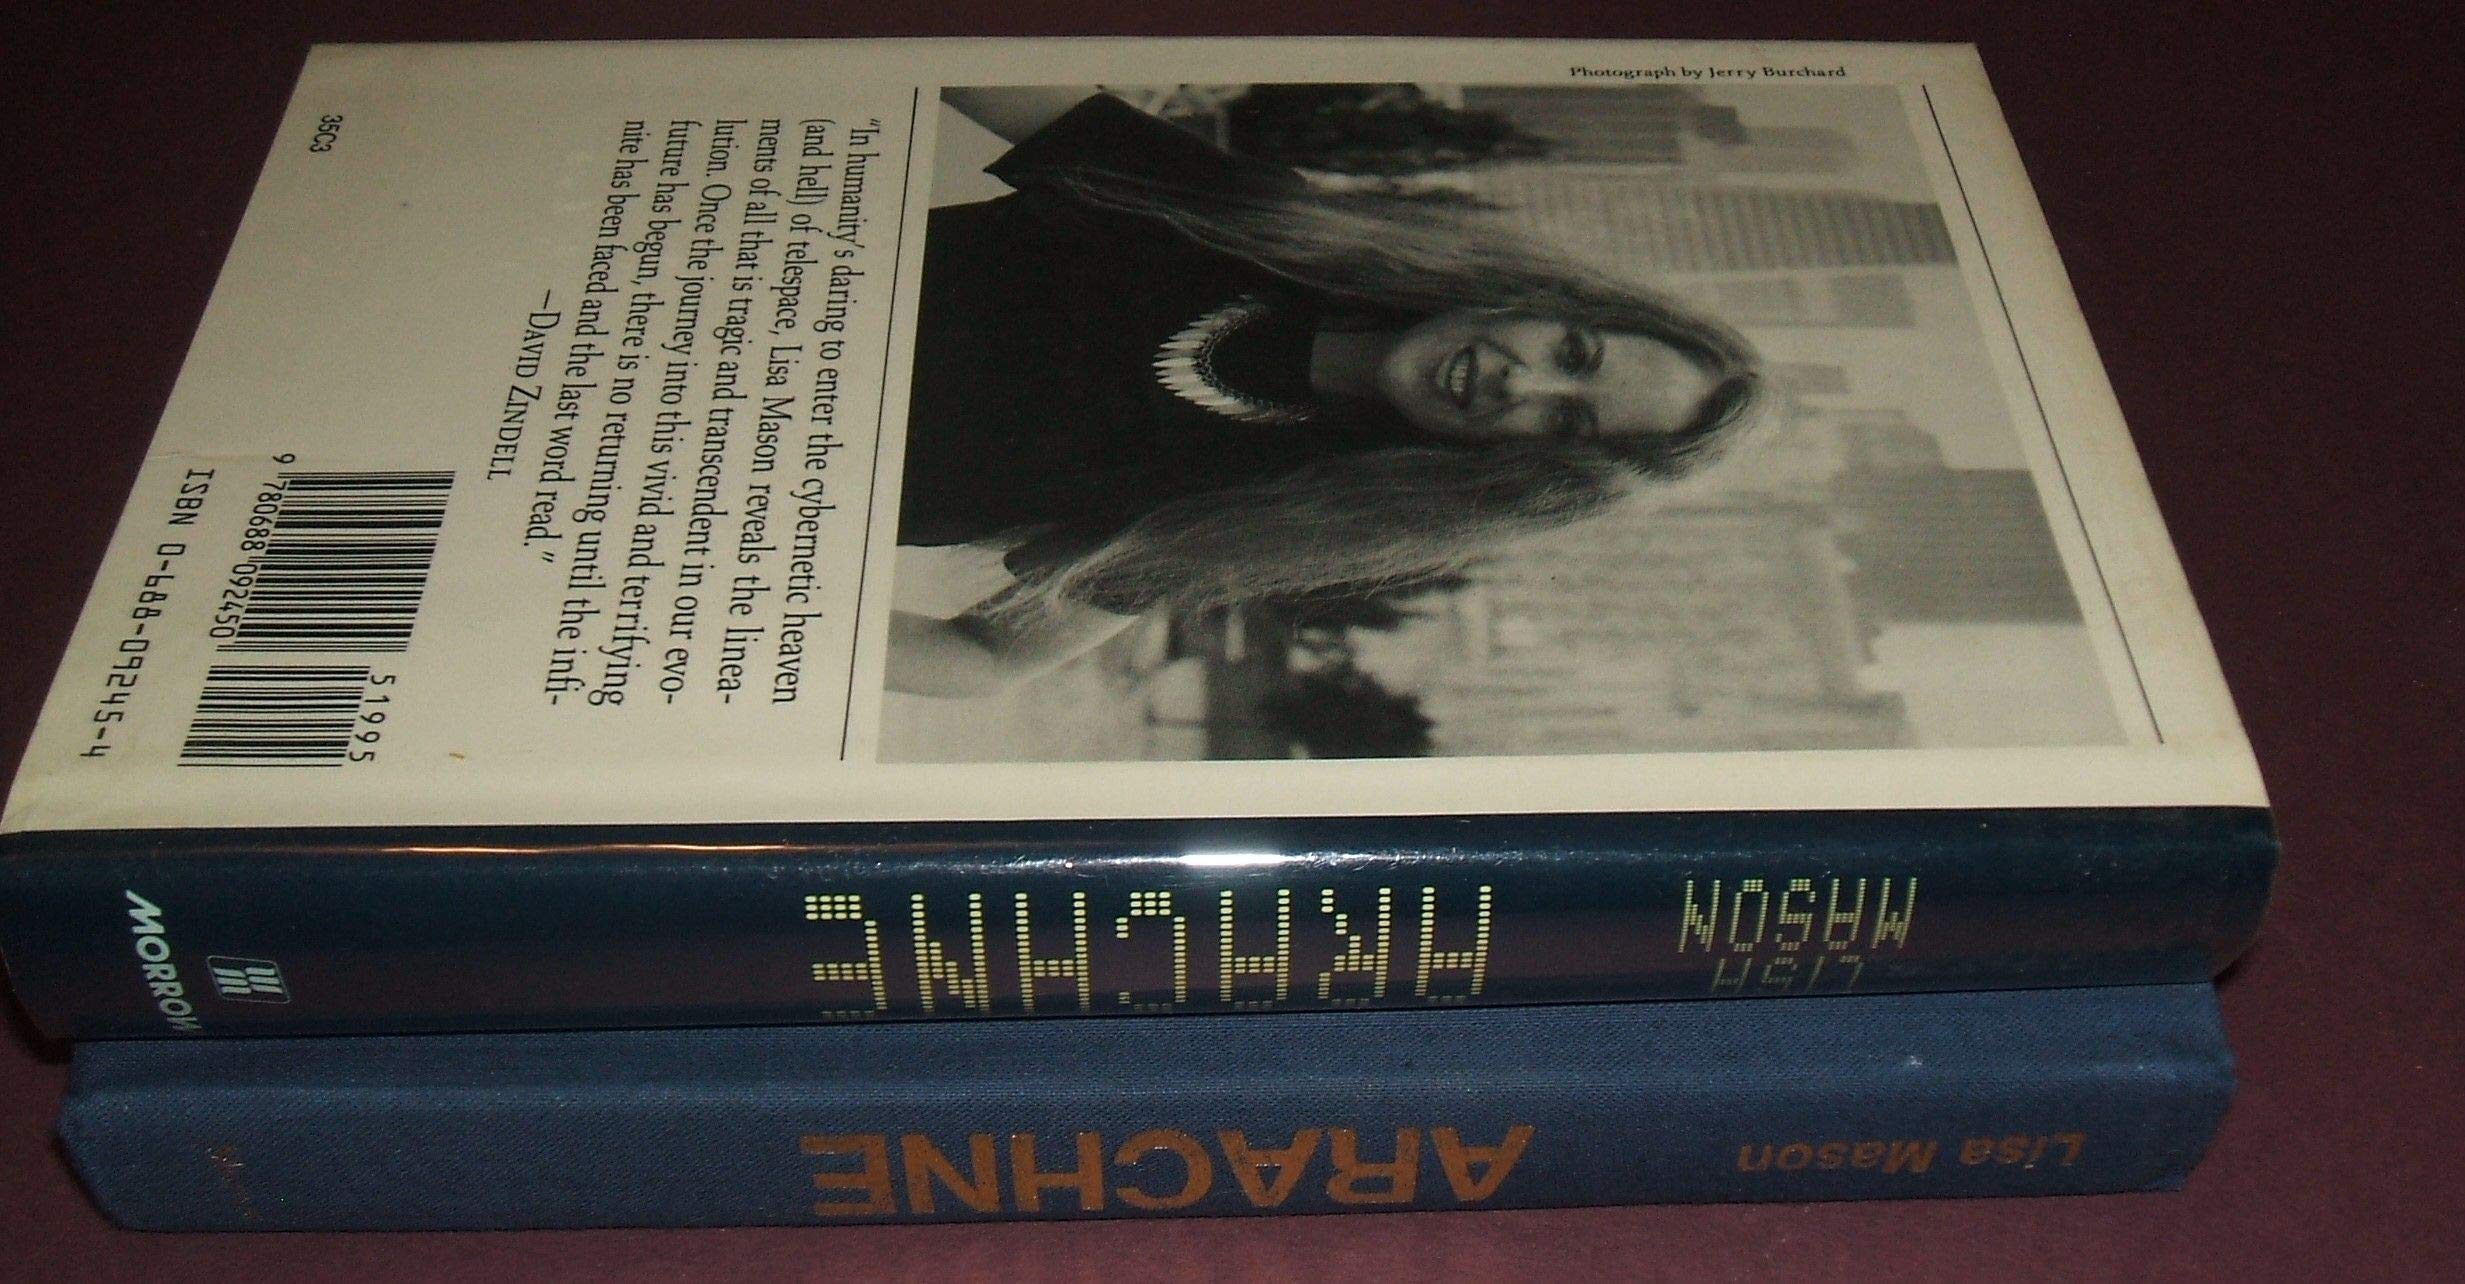 Photograph by Jerry Burchard
"In humanity's daring to enter the cybernetic heaven
(and hell) of telespace, Lisa Mason reveals the linea-
ments of all that is tragic and transcendent in our evo-
lution. Once the journey into this vivid and terrifying
future has begun, there is no returning until the infi-
nite has been faced and the last word read."
—DAVID ZINDELL
35C3
9 780688 092450
51995
ISBN 0-688-09245-4
LISA
MASON
ARACHNE
MORROW
Lisa Mason
ARACHNE